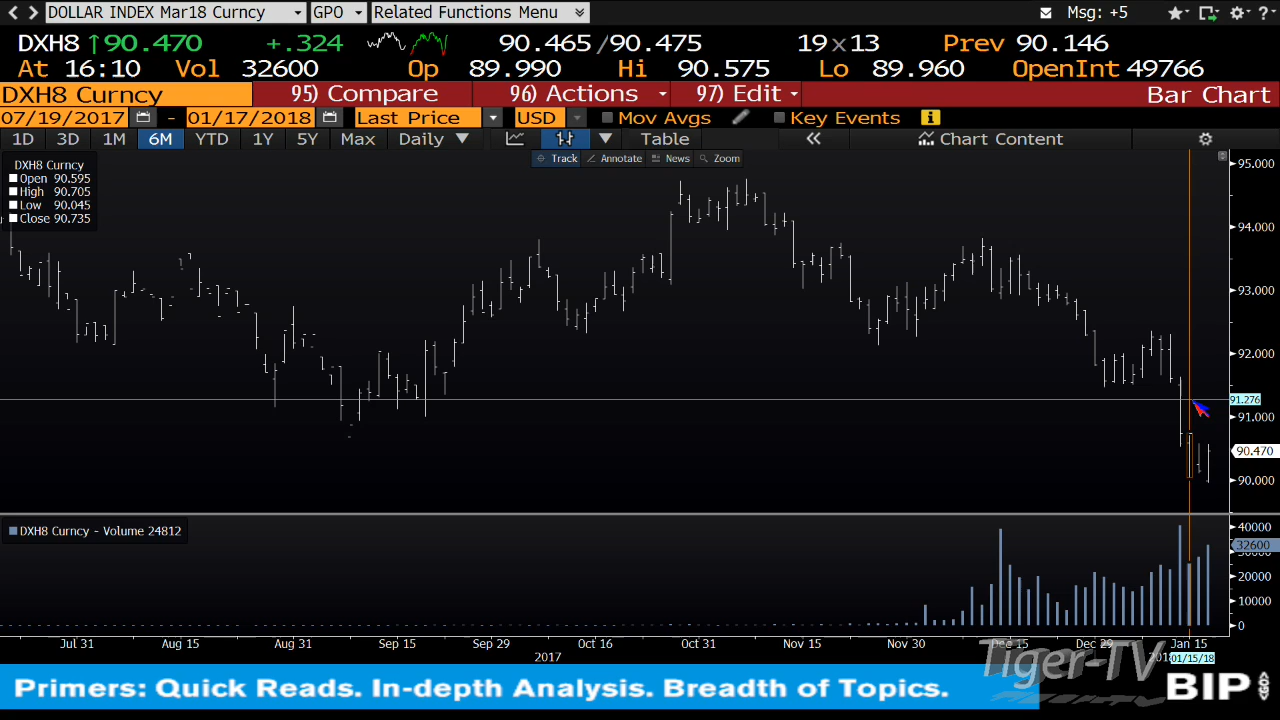 DOLLAR INDEX Mar18 Curncy GPO Related Functions Menu Msg: +5
DXH8 ↑90.470 +.324 90.465/90.475 19x13 Prev 90.146
At 16:10 Vol 32600 Op 89.990 Hi 90.575 Lo 89.960 OpenInt 49766
DXH8 Curncy 95) Compare 96) Actions 97) Edit Bar Chart
07/19/2017 - 01/17/2018 Last Price USD Mov Avgs Key Events
1D 3D 1M 6M YTD 1Y 5Y Max Daily Table « Chart Content
Track Annotate News Zoom
DXH8 Curncy
Open 90.595
High 90.705
Low 90.045
Close 90.735
95.000
94.000
93.000
92.000
91.276
91.000
90.470
90.000
DXH8 Curncy - Volume 24812
40000
32600
20000
10000
0
Jul 31 Aug 15 Aug 31 Sep 15 Sep 29 Oct 16 Oct 31 Nov 15 Nov 30 Dec 15 Dec 29 Jan 15
2017 01/15/18
Tiger-TV
Primers: Quick Reads. In-depth Analysis. Breadth of Topics. BIP